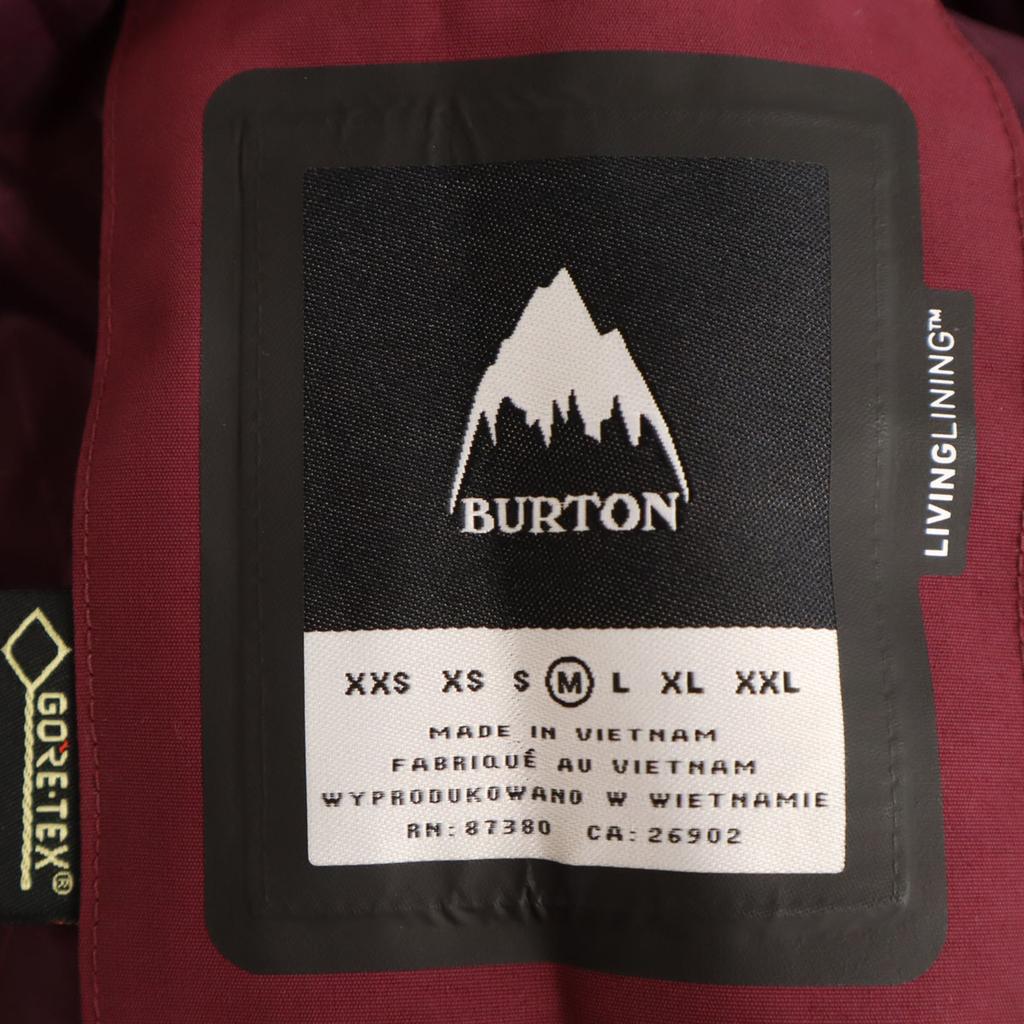 BURTON
LIVINGLINING™
XXS XS S M L XL XXL
MADE IN VIETNAM
FABRIQUÉ AU VIETNAM
WYPRODUKOWANO W WIETNAMIE
RN: 87380 CA: 26902
GORE-TEX®